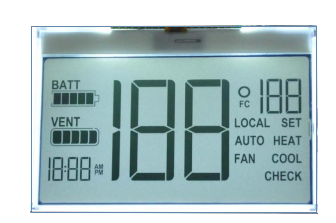 BATT
188
188
°
FC
VENT
LOCAL SET
AUTO HEAT
18:88 AM
PM
FAN COOL
CHECK